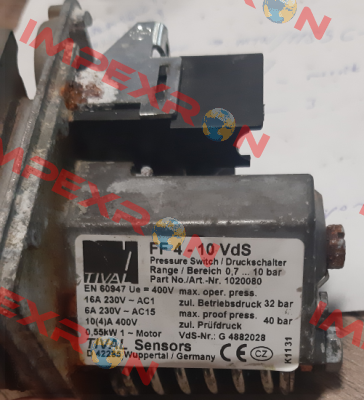 IMPEXRON
IMPEXRON
IMPEXRON
TIVAL
FF 4 - 10 VdS
Pressure Switch / Druckschalter
Range / Bereich 0,7 ... 10 bar
Part No./Art.-Nr. 1020080
EN 60947 Ue = 400V max. oper. press.
16A 230V ~ AC1 zul. Betriebsdruck 32 bar
6A 230V ~ AC15 max. proof press. 40 bar
10(4)A 400V zul. Prüfdruck
0,55kW 1~Motor VdS-Nr.: G 4882028
TIVAL Sensors
D 42285 Wuppertal / Germany CE CZ
K1131